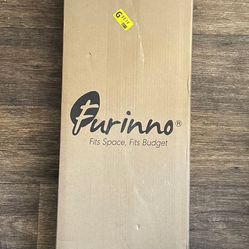 G
Furinno®
Fits Space, Fits Budget